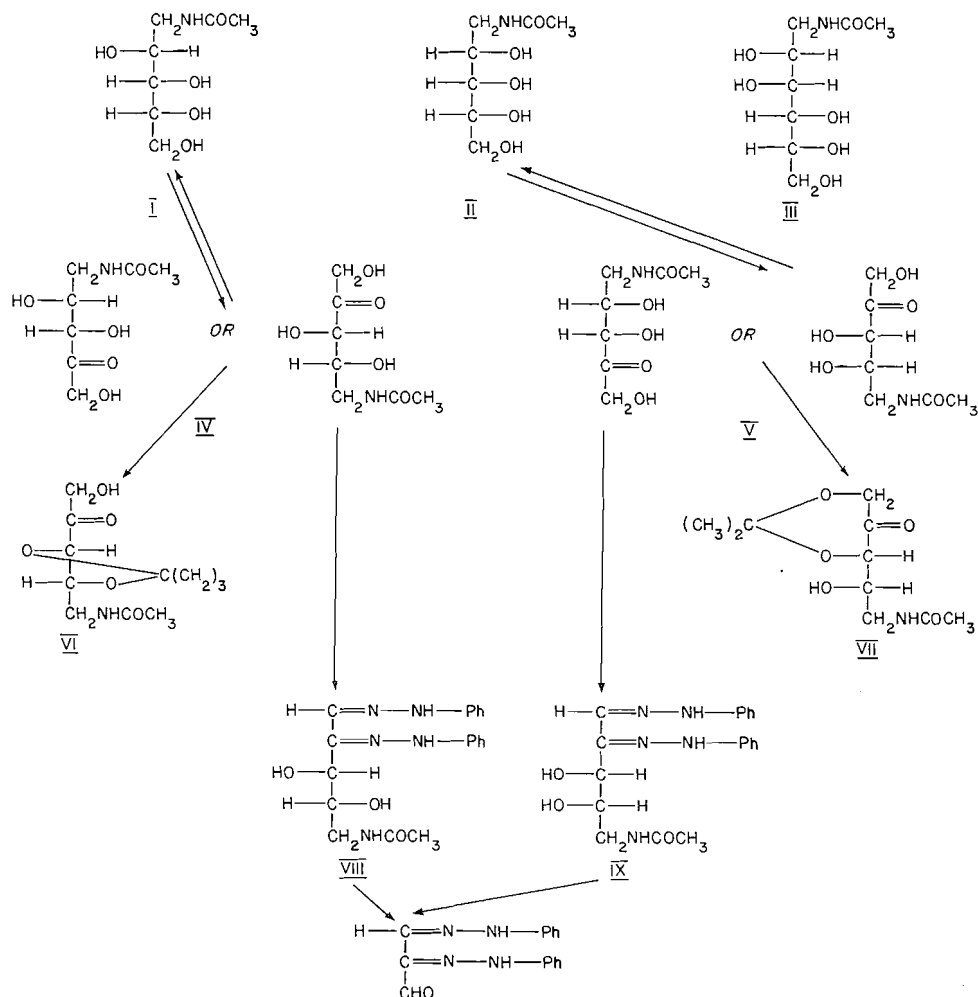 CH2NHCOCH3 CH2NHCOCH3 CH2NHCOCH3
HO—C—H H—C—OH HO—C—H
H—C—OH H—C—OH HO—C—H
H—C—OH H—C—OH H—C—OH
CH2OH CH2OH H—C—OH
CH2OH
I II III
CH2NHCOCH3 CH2OH CH2NHCOCH3 CH2OH
HO—C—H C=O H—C—OH C=O
H—C—OH OR HO—C—H H—C—OH OR HO—C—H
C=O H—C—OH C=O HO—C—H
CH2OH CH2NHCOCH3 CH2OH CH2NHCOCH3
IV V
CH2OH O—CH2
C=O (CH3)2C C=O
O C—H O—C—H
H—C—O C(CH2)3 HO—C—H
CH2NHCOCH3 CH2NHCOCH3
VI VII
H—C=N—NH—Ph H—C=N—NH—Ph
C=N—NH—Ph C=N—NH—Ph
HO—C—H HO—C—H
H—C—OH HO—C—H
CH2NHCOCH3 CH2NHCOCH3
VIII IX
H—C=N—NH—Ph
C=N—NH—Ph
CHO